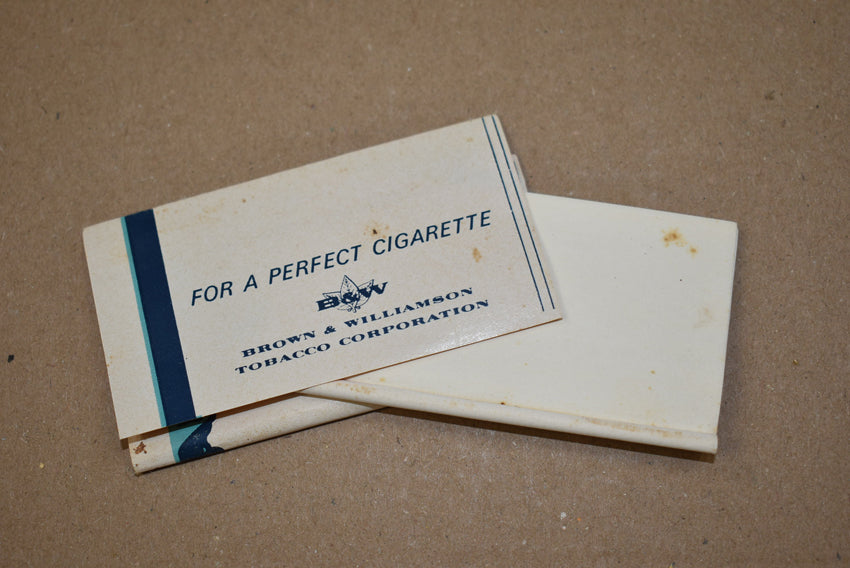 FOR A PERFECT CIGARETTE
B&W
BROWN & WILLIAMSON
TOBACCO CORPORATION